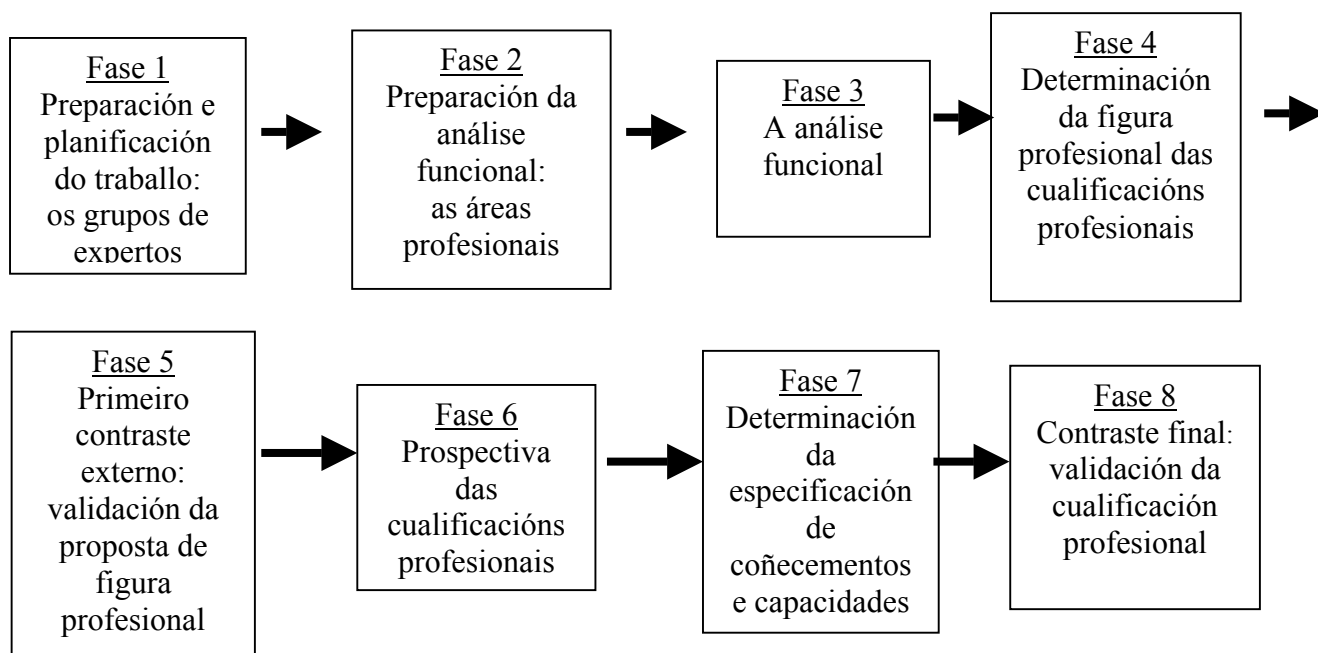 Fase 1
Preparación e
planificación
do traballo:
os grupos de
expertos
Fase 2
Preparación da
análise
funcional:
as áreas
profesionais
Fase 3
A análise
funcional
Fase 4
Determinación
da figura
profesional das
cualificacións
profesionais
Fase 5
Primeiro
contraste
externo:
validación da
proposta de
figura
profesional
Fase 6
Prospectiva
das
cualificacións
profesionais
Fase 7
Determinación
da
especificación
de
coñecementos
e capacidades
Fase 8
Contraste final:
validación da
cualificación
profesional